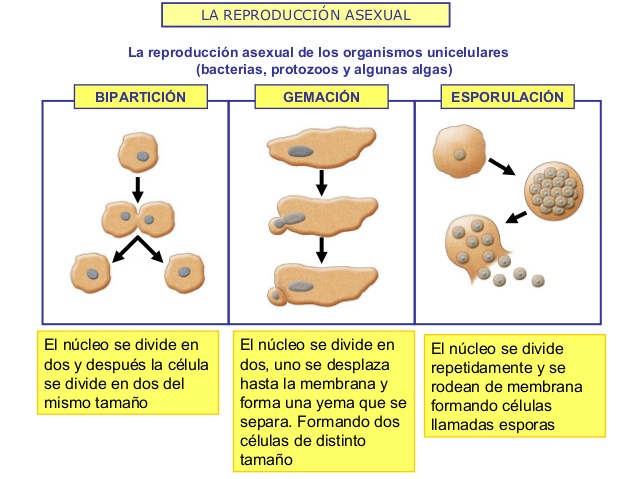 LA REPRODUCCIÓN ASEXUAL
La reproducción asexual de los organismos unicelulares
(bacterias, protozoos y algunas algas)
BIPARTICIÓN
GEMACIÓN
ESPORULACIÓN
El núcleo se divide en
dos y después la célula
se divide en dos del
mismo tamaño
El núcleo se divide en
dos, uno se desplaza
hasta la membrana y
forma una yema que se
separa. Formando dos
células de distinto
tamaño
El núcleo se divide
repetidamente y se
rodean de membrana
formando células
llamadas esporas